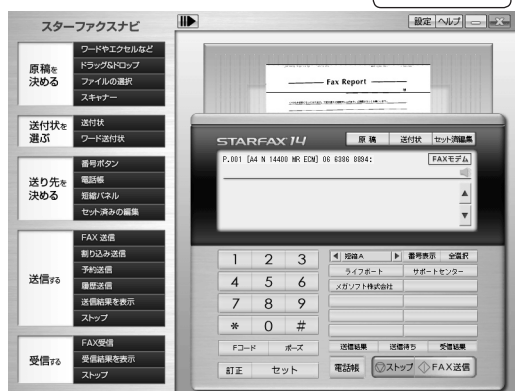 スターファクスナビ
設定 ヘルプ
原稿を決める
ワードやエクセルなど
ドラッグ&ドロップ
ファイルの選択
スキャナー
送付状を選ぶ
送付状
ワード送付状
送り先を決める
番号ボタン
電話帳
短縮パネル
セット済みの編集
送信する
FAX 送信
割り込み送信
予約送信
履歴送信
送信結果を表示
ストップ
受信する
FAX受信
受信結果を表示
ストップ
Fax Report
STARFAX 14
原稿 送付状 セット済編集
P.001 [A4 N 14400 MR ECM] 06 6386 8894:
FAXモデム
1 2 3
4 5 6
7 8 9
* 0 #
Fコード ポーズ
訂正 セット
短縮A 番号表示 全選択
ライフボート サポートセンター
メガソフト株式会社
送信結果 送信待ち 受信結果
電話帳 ストップ FAX送信